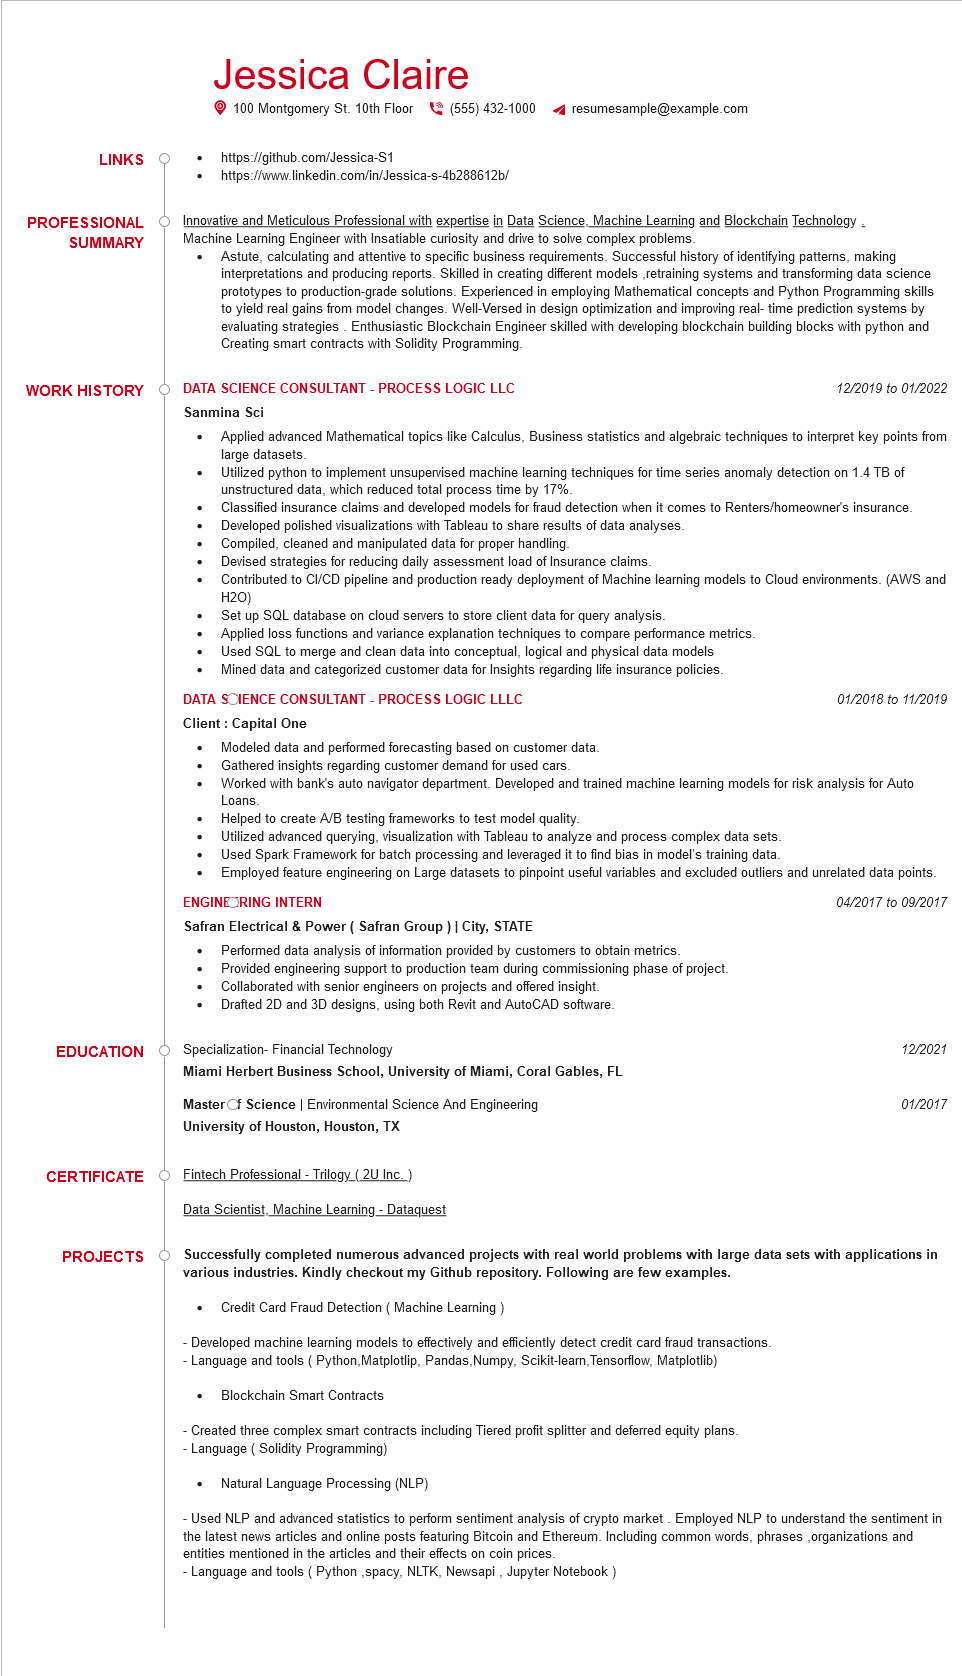 Jessica Claire
100 Montgomery St. 10th Floor (555) 432-1000 resumesample@example.com
LINKS
• https://github.com/Jessica-S1
• https://www.linkedin.com/in/Jessica-s-4b288612b/
PROFESSIONAL
SUMMARY
Innovative and Meticulous Professional with expertise in Data Science, Machine Learning and Blockchain Technology .
Machine Learning Engineer with Insatiable curiosity and drive to solve complex problems.
• Astute, calculating and attentive to specific business requirements. Successful history of identifying patterns, making
interpretations and producing reports. Skilled in creating different models ,retraining systems and transforming data science
prototypes to production-grade solutions. Experienced in employing Mathematical concepts and Python Programming skills
to yield real gains from model changes. Well-Versed in design optimization and improving real- time prediction systems by
evaluating strategies . Enthusiastic Blockchain Engineer skilled with developing blockchain building blocks with python and
Creating smart contracts with Solidity Programming.
WORK HISTORY
DATA SCIENCE CONSULTANT - PROCESS LOGIC LLC 12/2019 to 01/2022
Sanmina Sci
• Applied advanced Mathematical topics like Calculus, Business statistics and algebraic techniques to interpret key points from
large datasets.
• Utilized python to implement unsupervised machine learning techniques for time series anomaly detection on 1.4 TB of
unstructured data, which reduced total process time by 17%.
• Classified insurance claims and developed models for fraud detection when it comes to Renters/homeowner's insurance.
• Developed polished visualizations with Tableau to share results of data analyses.
• Compiled, cleaned and manipulated data for proper handling.
• Devised strategies for reducing daily assessment load of Insurance claims.
• Contributed to CI/CD pipeline and production ready deployment of Machine learning models to Cloud environments. (AWS and
H2O)
• Set up SQL database on cloud servers to store client data for query analysis.
• Applied loss functions and variance explanation techniques to compare performance metrics.
• Used SQL to merge and clean data into conceptual, logical and physical data models
• Mined data and categorized customer data for Insights regarding life insurance policies.
DATA SCIENCE CONSULTANT - PROCESS LOGIC LLLC 01/2018 to 11/2019
Client : Capital One
• Modeled data and performed forecasting based on customer data.
• Gathered insights regarding customer demand for used cars.
• Worked with bank's auto navigator department. Developed and trained machine learning models for risk analysis for Auto
Loans.
• Helped to create A/B testing frameworks to test model quality.
• Utilized advanced querying, visualization with Tableau to analyze and process complex data sets.
• Used Spark Framework for batch processing and leveraged it to find bias in model's training data.
• Employed feature engineering on Large datasets to pinpoint useful variables and excluded outliers and unrelated data points.
ENGINEERING INTERN 04/2017 to 09/2017
Safran Electrical & Power ( Safran Group ) | City, STATE
• Performed data analysis of information provided by customers to obtain metrics.
• Provided engineering support to production team during commissioning phase of project.
• Collaborated with senior engineers on projects and offered insight.
• Drafted 2D and 3D designs, using both Revit and AutoCAD software.
EDUCATION
Specialization- Financial Technology 12/2021
Miami Herbert Business School, University of Miami, Coral Gables, FL
Master of Science | Environmental Science And Engineering 01/2017
University of Houston, Houston, TX
CERTIFICATE
Fintech Professional - Trilogy ( 2U Inc. )
Data Scientist, Machine Learning - Dataquest
PROJECTS
Successfully completed numerous advanced projects with real world problems with large data sets with applications in
various industries. Kindly checkout my Github repository. Following are few examples.
• Credit Card Fraud Detection ( Machine Learning )
- Developed machine learning models to effectively and efficiently detect credit card fraud transactions.
- Language and tools ( Python,Matplotlip, Pandas,Numpy, Scikit-learn,Tensorflow, Matplotlib)
• Blockchain Smart Contracts
- Created three complex smart contracts including Tiered profit splitter and deferred equity plans.
- Language ( Solidity Programming)
• Natural Language Processing (NLP)
- Used NLP and advanced statistics to perform sentiment analysis of crypto market . Employed NLP to understand the sentiment in
the latest news articles and online posts featuring Bitcoin and Ethereum. Including common words, phrases ,organizations and
entities mentioned in the articles and their effects on coin prices.
- Language and tools ( Python ,spacy, NLTK, Newsapi , Jupyter Notebook )